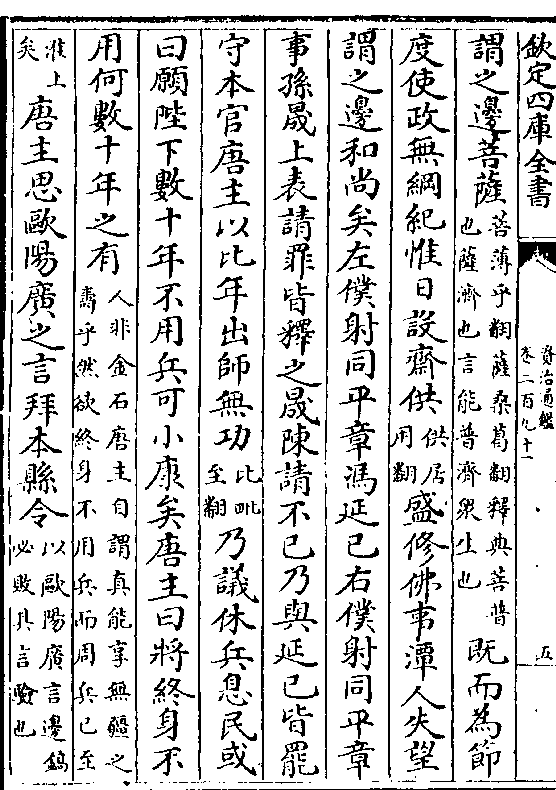 欽定四庫全書
資治通鑑
卷二百九十一
五
謂之邊菩薩菩薄乎翻薩桑葛翻釋典菩普也薩濟也言能普濟衆生也既而為節
度使政無綱紀惟日設齋供供居用翻盛修佛事潭人失望
謂之邊和尚矣左僕射同平章馮延已右僕射同平章
事孫晟上表請罪皆釋之晟陳請不已乃與延已皆罷
守本官唐主以比年出師無功比毗至翻乃議休兵息民或
曰願陛下數十年不用兵可小康矣唐主曰將終身不
用何數十年之有人非金石唐主自謂真能享無疆之壽乎然欲終身不用兵而周兵已至
淮上矣唐主思歐陽廣之言拜本縣令以歐陽廣言邊鎬必敗其言驗也